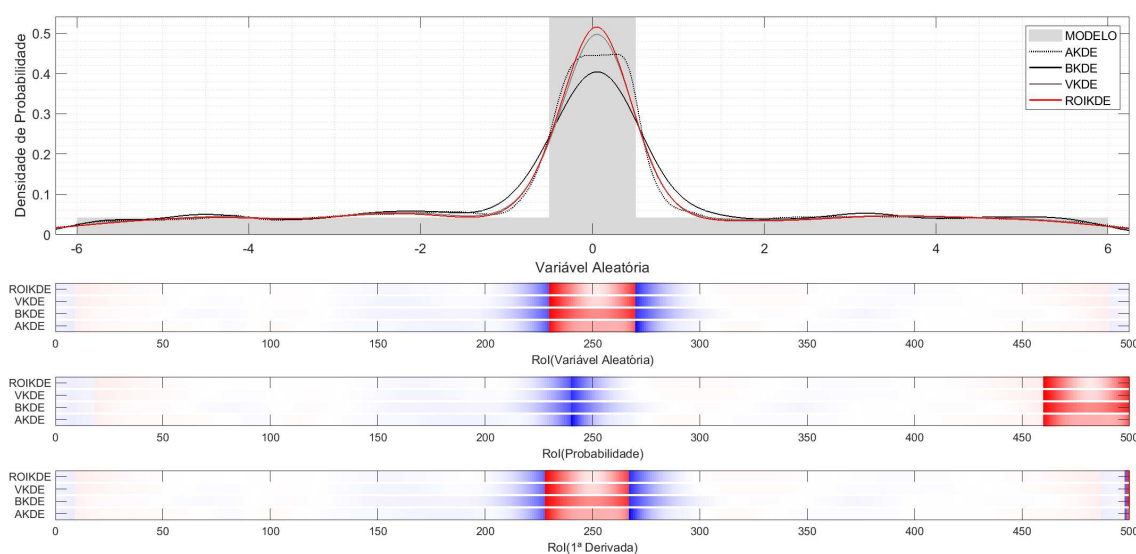 Densidade de Probabilidade
0.5
0.4
0.3
0.2
0.1
0
MODELO
AKDE
BKDE
VKDE
ROIKDE
-6 -4 -2 0 2 4 6
Variável Aleatória
ROIKDE
VKDE
BKDE
AKDE
0 50 100 150 200 250 300 350 400 450 500
RoI(Variável Aleatória)
ROIKDE
VKDE
BKDE
AKDE
0 50 100 150 200 250 300 350 400 450 500
RoI(Probabilidade)
ROIKDE
VKDE
BKDE
AKDE
0 50 100 150 200 250 300 350 400 450 500
RoI(1ª Derivada)